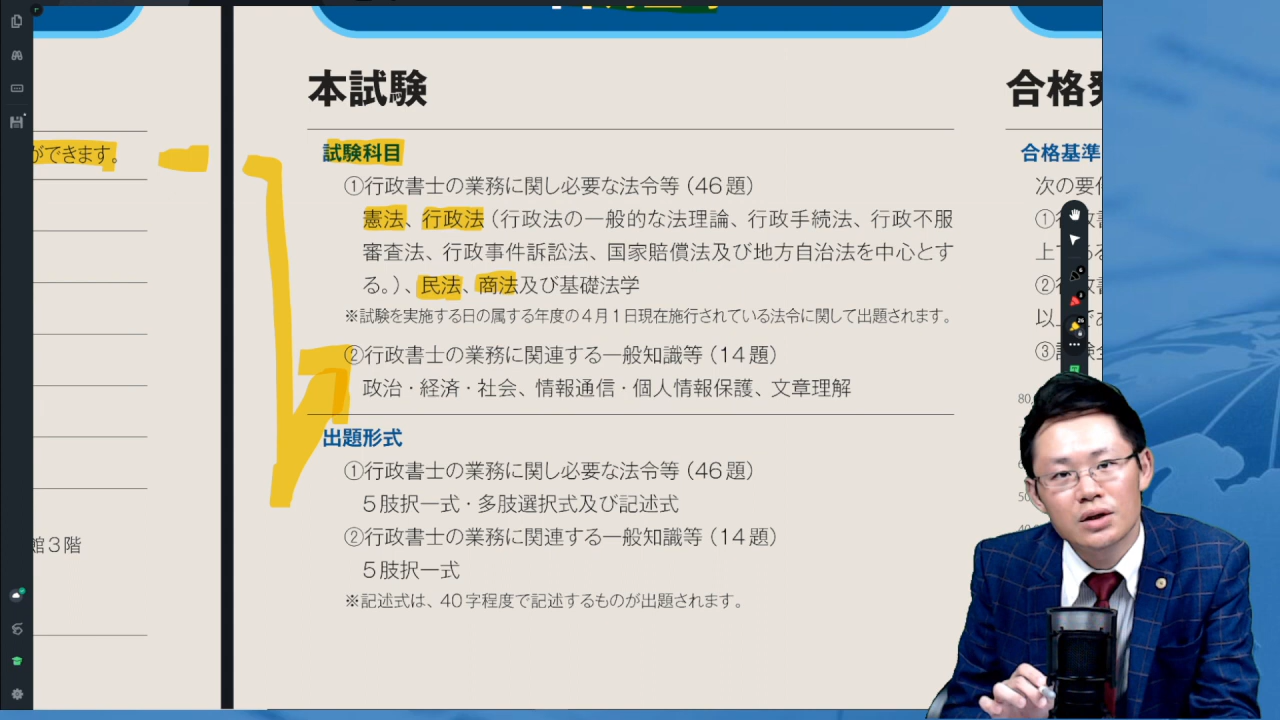 ができます。
館3階
本試験
試験科目
①行政書士の業務に関し必要な法令等（46題）
憲法、行政法（行政法の一般的な法理論、行政手続法、行政不服
審査法、行政事件訴訟法、国家賠償法及び地方自治法を中心とす
る。）、民法、商法及び基礎法学
※試験を実施する日の属する年度の4月1日現在施行されている法令に関して出題されます。
②行政書士の業務に関連する一般知識等（14題）
政治・経済・社会、情報通信・個人情報保護、文章理解
出題形式
①行政書士の業務に関し必要な法令等（46題）
5肢択一式・多肢選択式及び記述式
②行政書士の業務に関連する一般知識等（14題）
5肢択一式
※記述式は、40字程度で記述するものが出題されます。
合格
合格基準
次の要
①
上
②
以上
③
80,